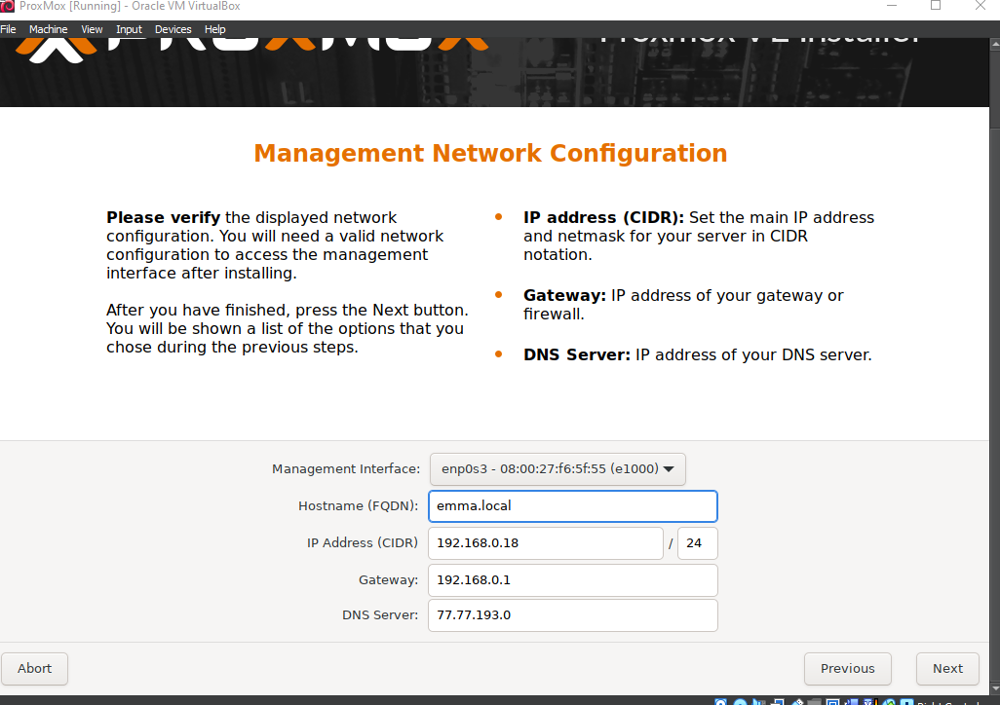 ProxMox [Running] - Oracle VM VirtualBox
File Machine View Input Devices Help
PROXMOX Proxmox VE Installer
Management Network Configuration
Please verify the displayed network
configuration. You will need a valid network
configuration to access the management
interface after installing.
After you have finished, press the Next button.
You will be shown a list of the options that you
chose during the previous steps.
IP address (CIDR): Set the main IP address
and netmask for your server in CIDR
notation.
Gateway: IP address of your gateway or
firewall.
DNS Server: IP address of your DNS server.
Management Interface: enp0s3 - 08:00:27:f6:5f:55 (e1000)
Hostname (FQDN): emma.local
IP Address (CIDR) 192.168.0.18 / 24
Gateway: 192.168.0.1
DNS Server: 77.77.193.0
Abort Previous Next
Right Control